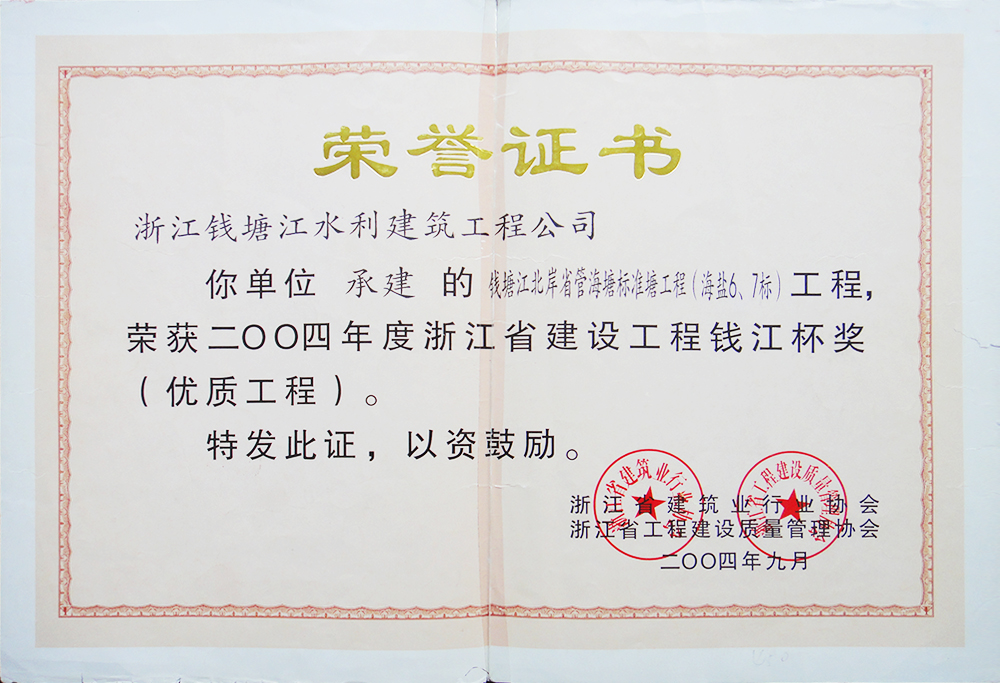 荣誉证书
浙江钱塘江水利建筑工程公司
你单位 承建 的 钱塘江北岸省管海塘标准塘工程(海盐6、7标)工程,
荣获二〇〇四年度浙江省建设工程钱江杯奖
(优质工程)。
特发此证,以资鼓励。
浙江省建筑业行业协会
浙江省工程建设质量管理协会
二〇〇四年九月